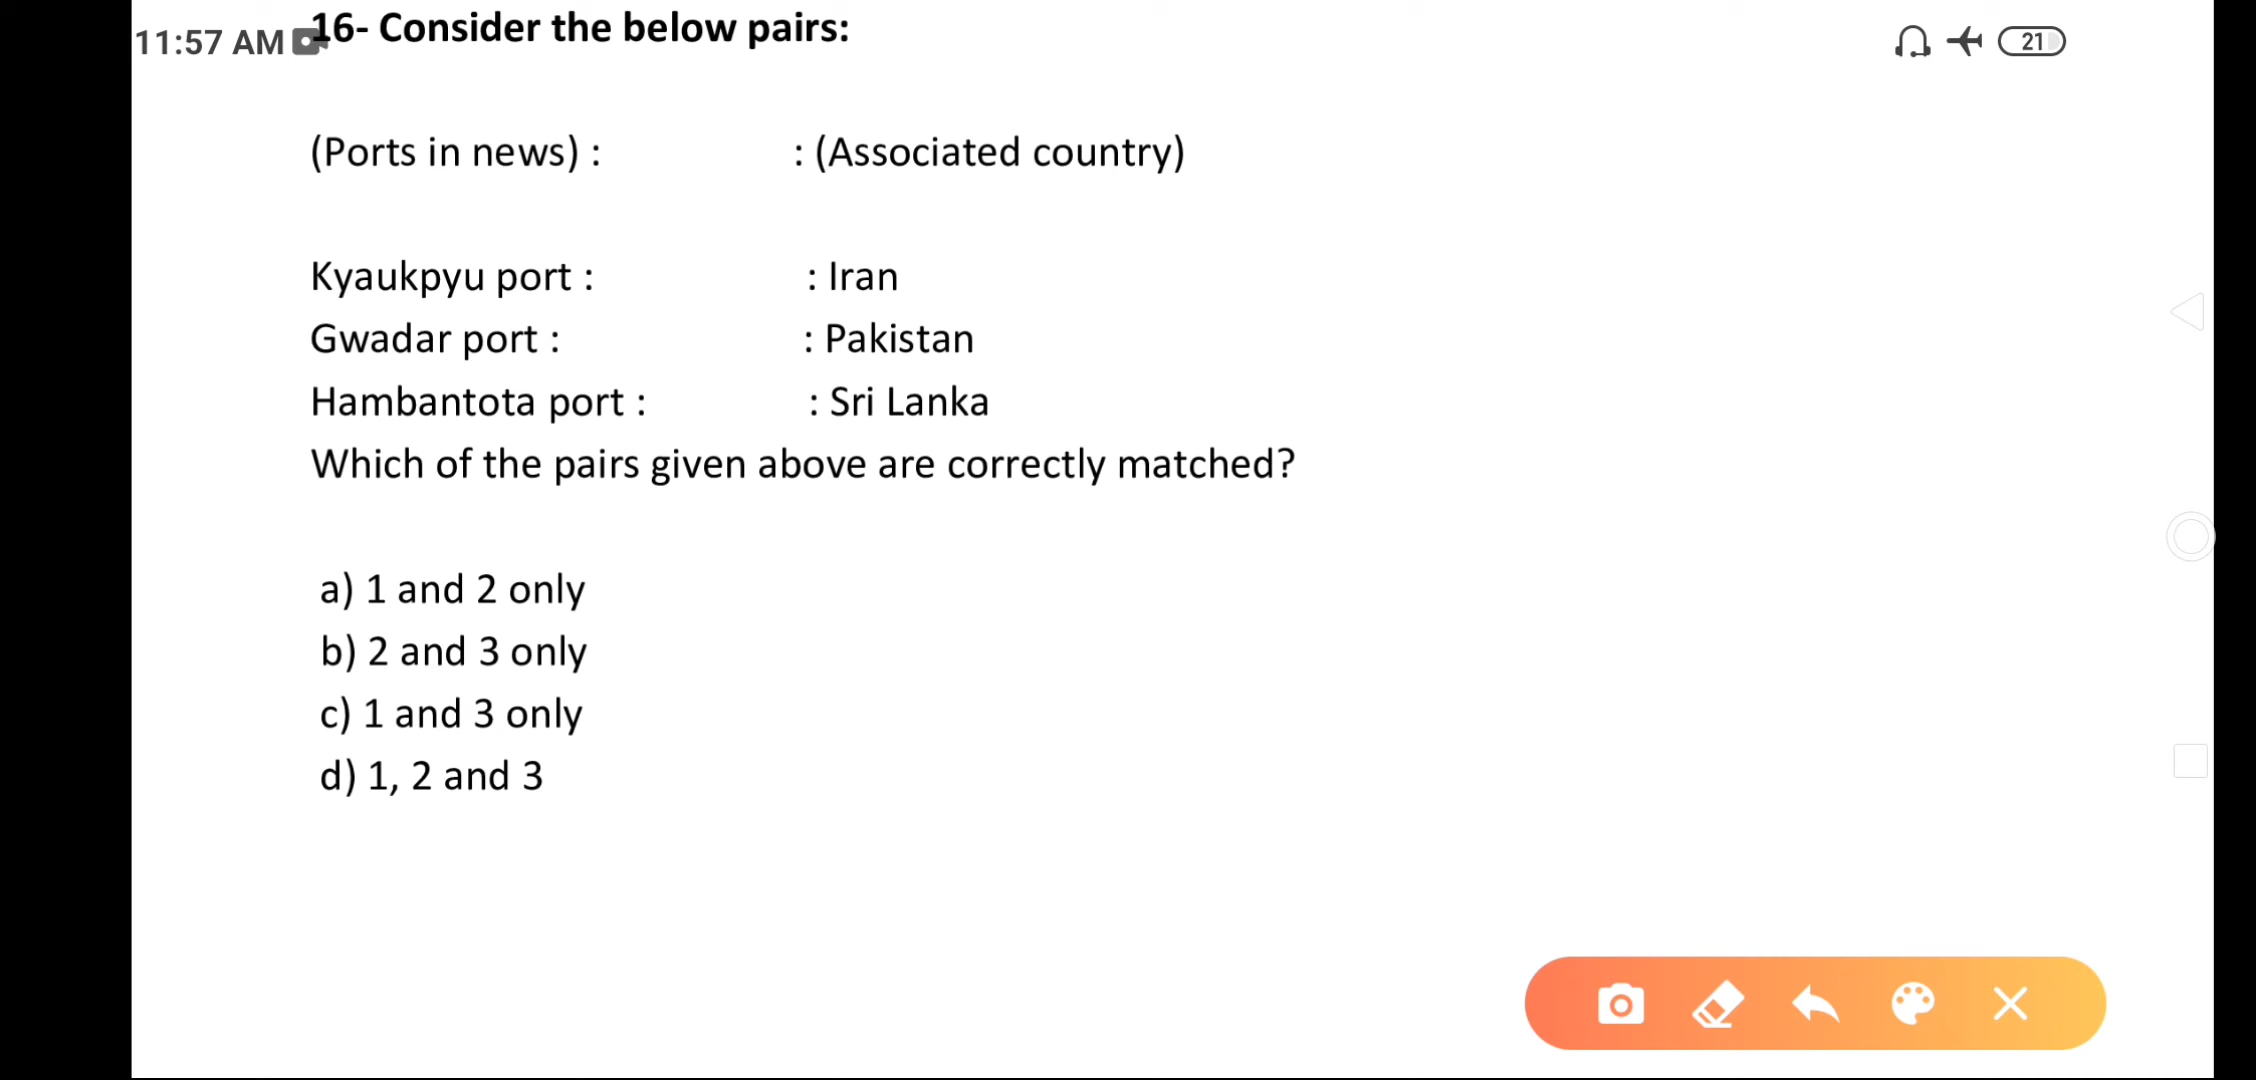 11:57 AM 16- Consider the below pairs: 21
(Ports in news) : : (Associated country)
Kyaukpyu port : : Iran
Gwadar port : : Pakistan
Hambantota port : : Sri Lanka
Which of the pairs given above are correctly matched?
a) 1 and 2 only
b) 2 and 3 only
c) 1 and 3 only
d) 1, 2 and 3